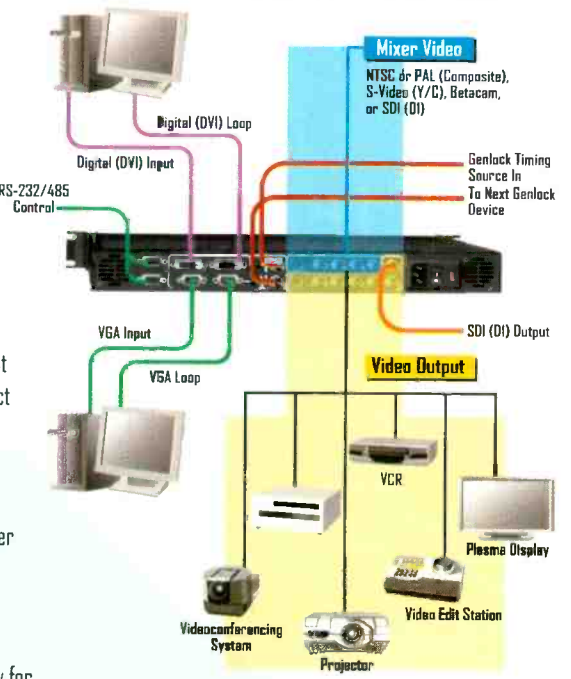 Mixer Video
NTSC or PAL (Composite),
S-Video (Y/C), Betacam,
or SDI (D1)
Digital (DVI) Loop
Digital (DVI) Input
Genlock Timing
Source In
To Next Genlock
Device
RS-232/485
Control
SDI (D1) Output
VGA Input
VGA Loop
Video Output
VCR
Plasma Display
Video Edit Station
Videoconferencing
System
Projector